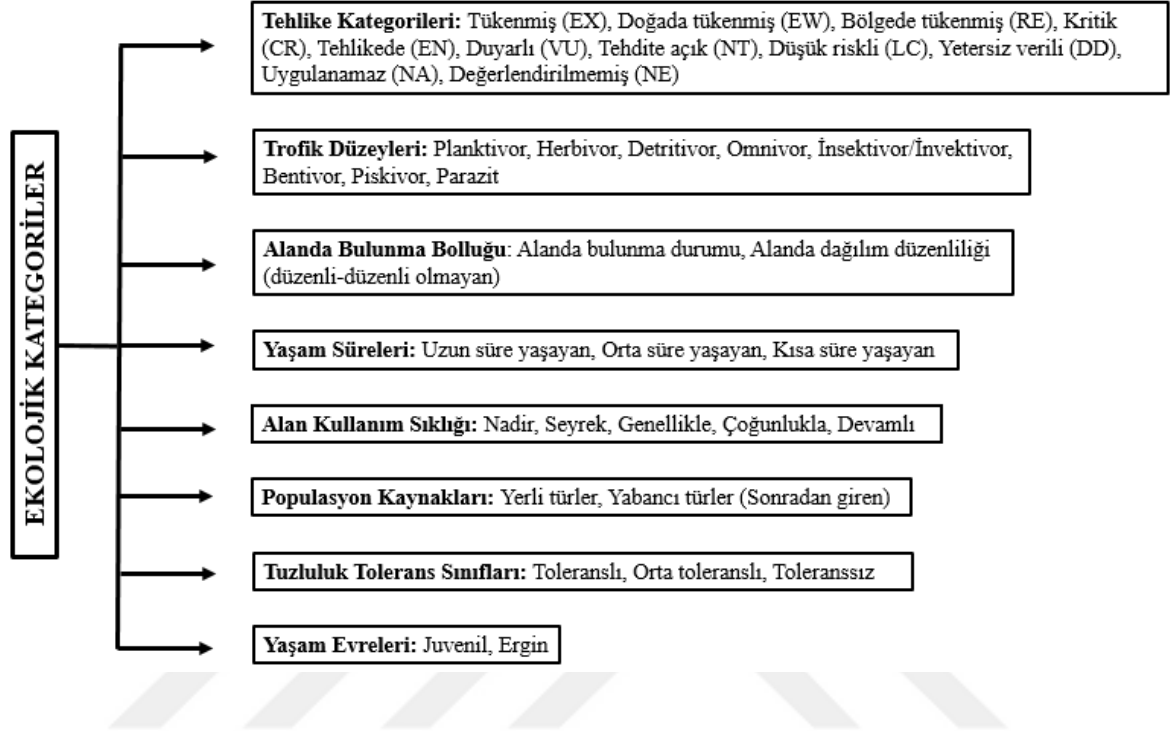 EKOLOJİK KATEGORİLER
Tehlike Kategorileri: Tükenmiş (EX), Doğada tükenmiş (EW), Bölgede tükenmiş (RE), Kritik
(CR), Tehlikede (EN), Duyarlı (VU), Tehdite açık (NT), Düşük riskli (LC), Yetersiz verili (DD),
Uygulanamaz (NA), Değerlendirilmemiş (NE)
Trofik Düzeyleri: Planktivor, Herbivor, Detritivor, Omnivor, İnsektivor/İnvektivor,
Bentivor, Piskivor, Parazit
Alanda Bulunma Bolluğu: Alanda bulunma durumu, Alanda dağılım düzenliliği
(düzenli-düzenli olmayan)
Yaşam Süreleri: Uzun süre yaşayan, Orta süre yaşayan, Kısa süre yaşayan
Alan Kullanım Sıklığı: Nadir, Seyrek, Genellikle, Çoğunlukla, Devamlı
Populasyon Kaynakları: Yerli türler, Yabancı türler (Sonradan giren)
Tuzluluk Tolerans Sınıfları: Toleranslı, Orta toleranslı, Toleranssız
Yaşam Evreleri: Juvenil, Ergin